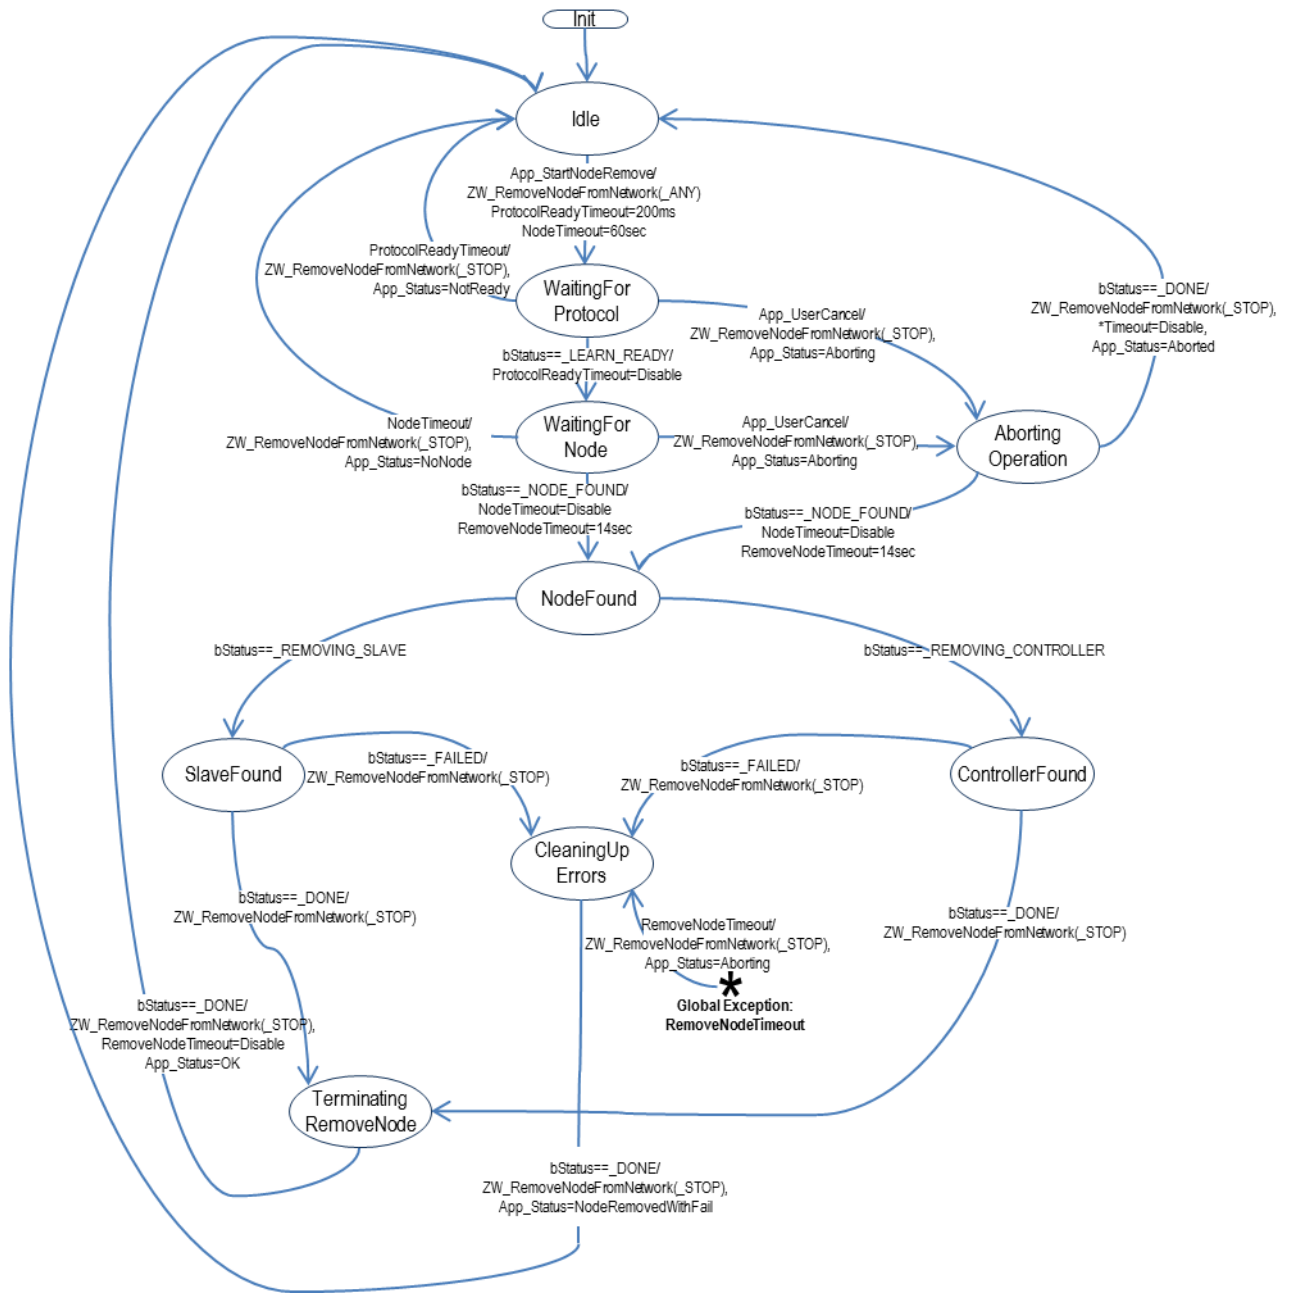 Init
Idle
App_StartNodeRemove/
ZW_RemoveNodeFromNetwork(_ANY)
ProtocolReadyTimeout=200ms
NodeTimeout=60sec
ProtocolReadyTimeout/
ZW_RemoveNodeFromNetwork(_STOP),
App_Status=NotReady
WaitingFor
Protocol
App_UserCancel/
ZW_RemoveNodeFromNetwork(_STOP),
App_Status=Aborting
bStatus==_DONE/
ZW_RemoveNodeFromNetwork(_STOP),
*Timeout=Disable,
App_Status=Aborted
bStatus==_LEARN_READY/
ProtocolReadyTimeout=Disable
NodeTimeout/
ZW_RemoveNodeFromNetwork(_STOP),
App_Status=NoNode
WaitingFor
Node
App_UserCancel/
ZW_RemoveNodeFromNetwork(_STOP),
App_Status=Aborting
Aborting
Operation
bStatus==_NODE_FOUND/
NodeTimeout=Disable
RemoveNodeTimeout=14sec
bStatus==_NODE_FOUND/
NodeTimeout=Disable
RemoveNodeTimeout=14sec
NodeFound
bStatus==_REMOVING_SLAVE
bStatus==_REMOVING_CONTROLLER
SlaveFound
bStatus==_FAILED/
ZW_RemoveNodeFromNetwork(_STOP)
bStatus==_FAILED/
ZW_RemoveNodeFromNetwork(_STOP)
ControllerFound
CleaningUp
Errors
bStatus==_DONE/
ZW_RemoveNodeFromNetwork(_STOP)
RemoveNodeTimeout/
ZW_RemoveNodeFromNetwork(_STOP),
App_Status=Aborting
*
Global Exception:
RemoveNodeTimeout
bStatus==_DONE/
ZW_RemoveNodeFromNetwork(_STOP)
bStatus==_DONE/
ZW_RemoveNodeFromNetwork(_STOP),
RemoveNodeTimeout=Disable
App_Status=OK
Terminating
RemoveNode
bStatus==_DONE/
ZW_RemoveNodeFromNetwork(_STOP),
App_Status=NodeRemovedWithFail